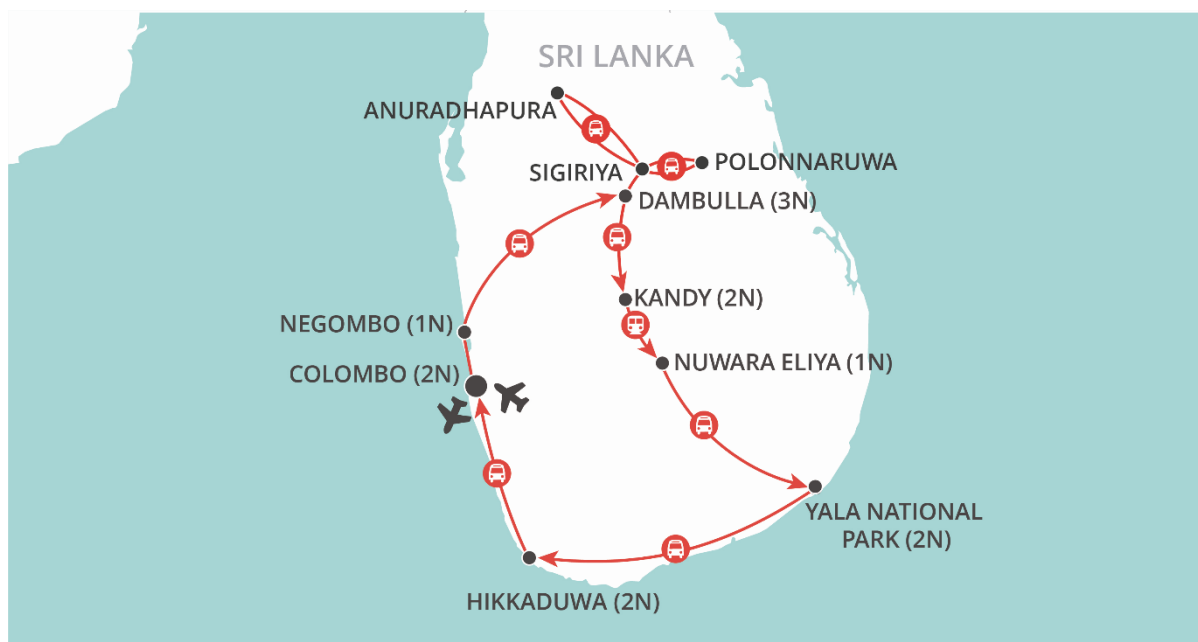 SRI LANKA
ANURADHAPURA
POLONNARUWA
SIGIRIYA
DAMBULLA (3N)
KANDY (2N)
NEGOMBO (1N)
NUWARA ELIYA (1N)
COLOMBO (2N)
YALA NATIONAL
PARK (2N)
HIKKADUWA (2N)